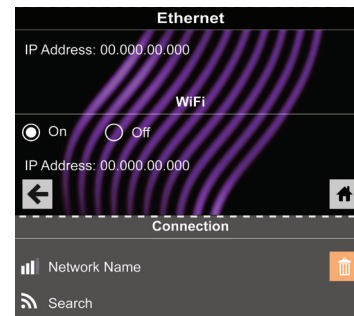 Ethernet
IP Address: 00.000.00.000
WiFi
On Off
IP Address: 00.000.00.000
Connection
Network Name
Search